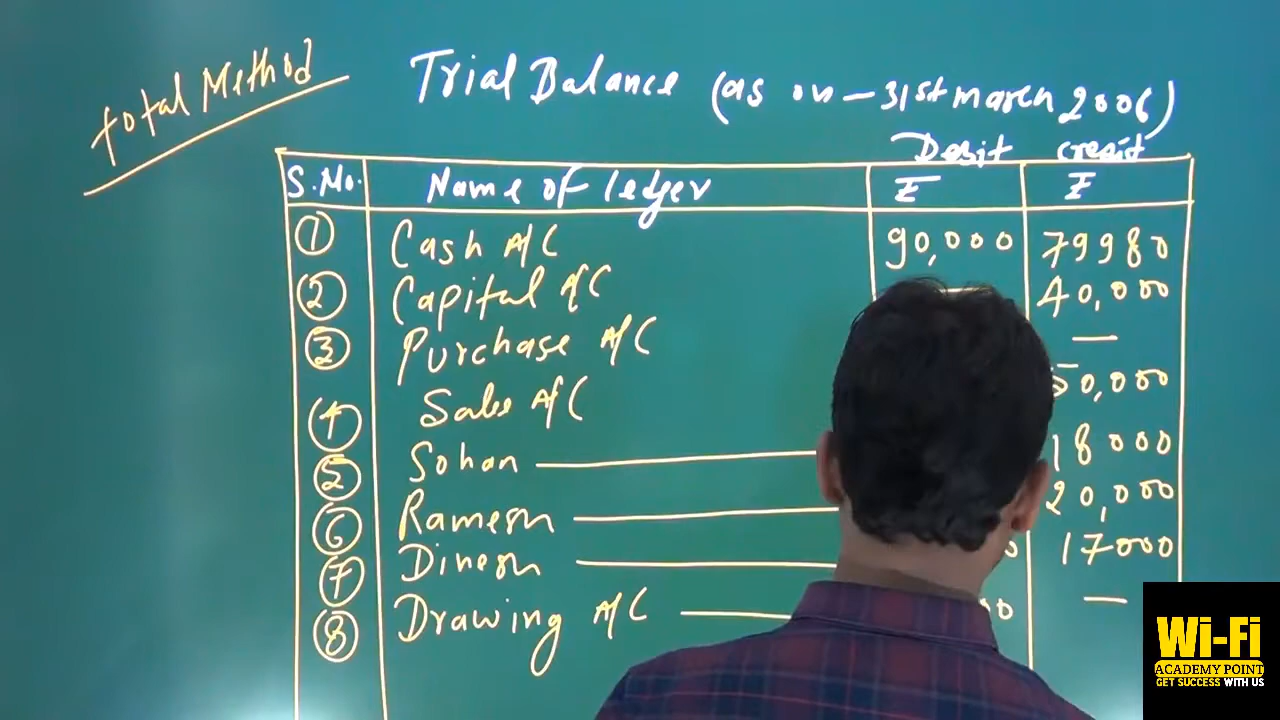 Total Method
Trial Balance (as on - 31st march 2006)
Debit credit
S.No. Name of ledger ₹ ₹
1 Cash A/C 90,000 79980
2 Capital A/C 40,000
3 Purchase A/C —
4 Sales A/C 50,000
5 Sohan 18000
6 Ramesh 20,000
7 Dinesh 17000
8 Drawing A/C —
Wi-Fi
ACADEMY POINT
GET SUCCESS WITH US